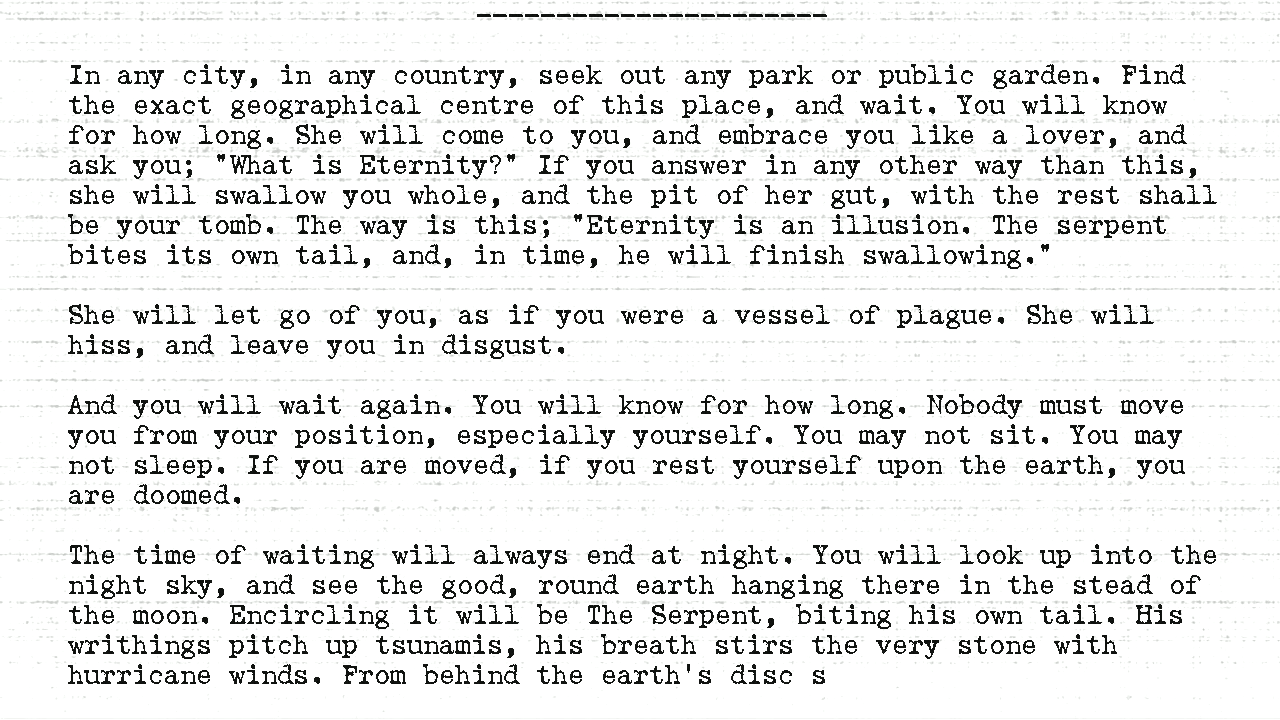 ----------------------
In any city, in any country, seek out any park or public garden. Find
the exact geographical centre of this place, and wait. You will know
for how long. She will come to you, and embrace you like a lover, and
ask you; "What is Eternity?" If you answer in any other way than this,
she will swallow you whole, and the pit of her gut, with the rest shall
be your tomb. The way is this; "Eternity is an illusion. The serpent
bites its own tail, and, in time, he will finish swallowing."
She will let go of you, as if you were a vessel of plague. She will
hiss, and leave you in disgust.
And you will wait again. You will know for how long. Nobody must move
you from your position, especially yourself. You may not sit. You may
not sleep. If you are moved, if you rest yourself upon the earth, you
are doomed.
The time of waiting will always end at night. You will look up into the
night sky, and see the good, round earth hanging there in the stead of
the moon. Encircling it will be The Serpent, biting his own tail. His
writhings pitch up tsunamis, his breath stirs the very stone with
hurricane winds. From behind the earth's disc s